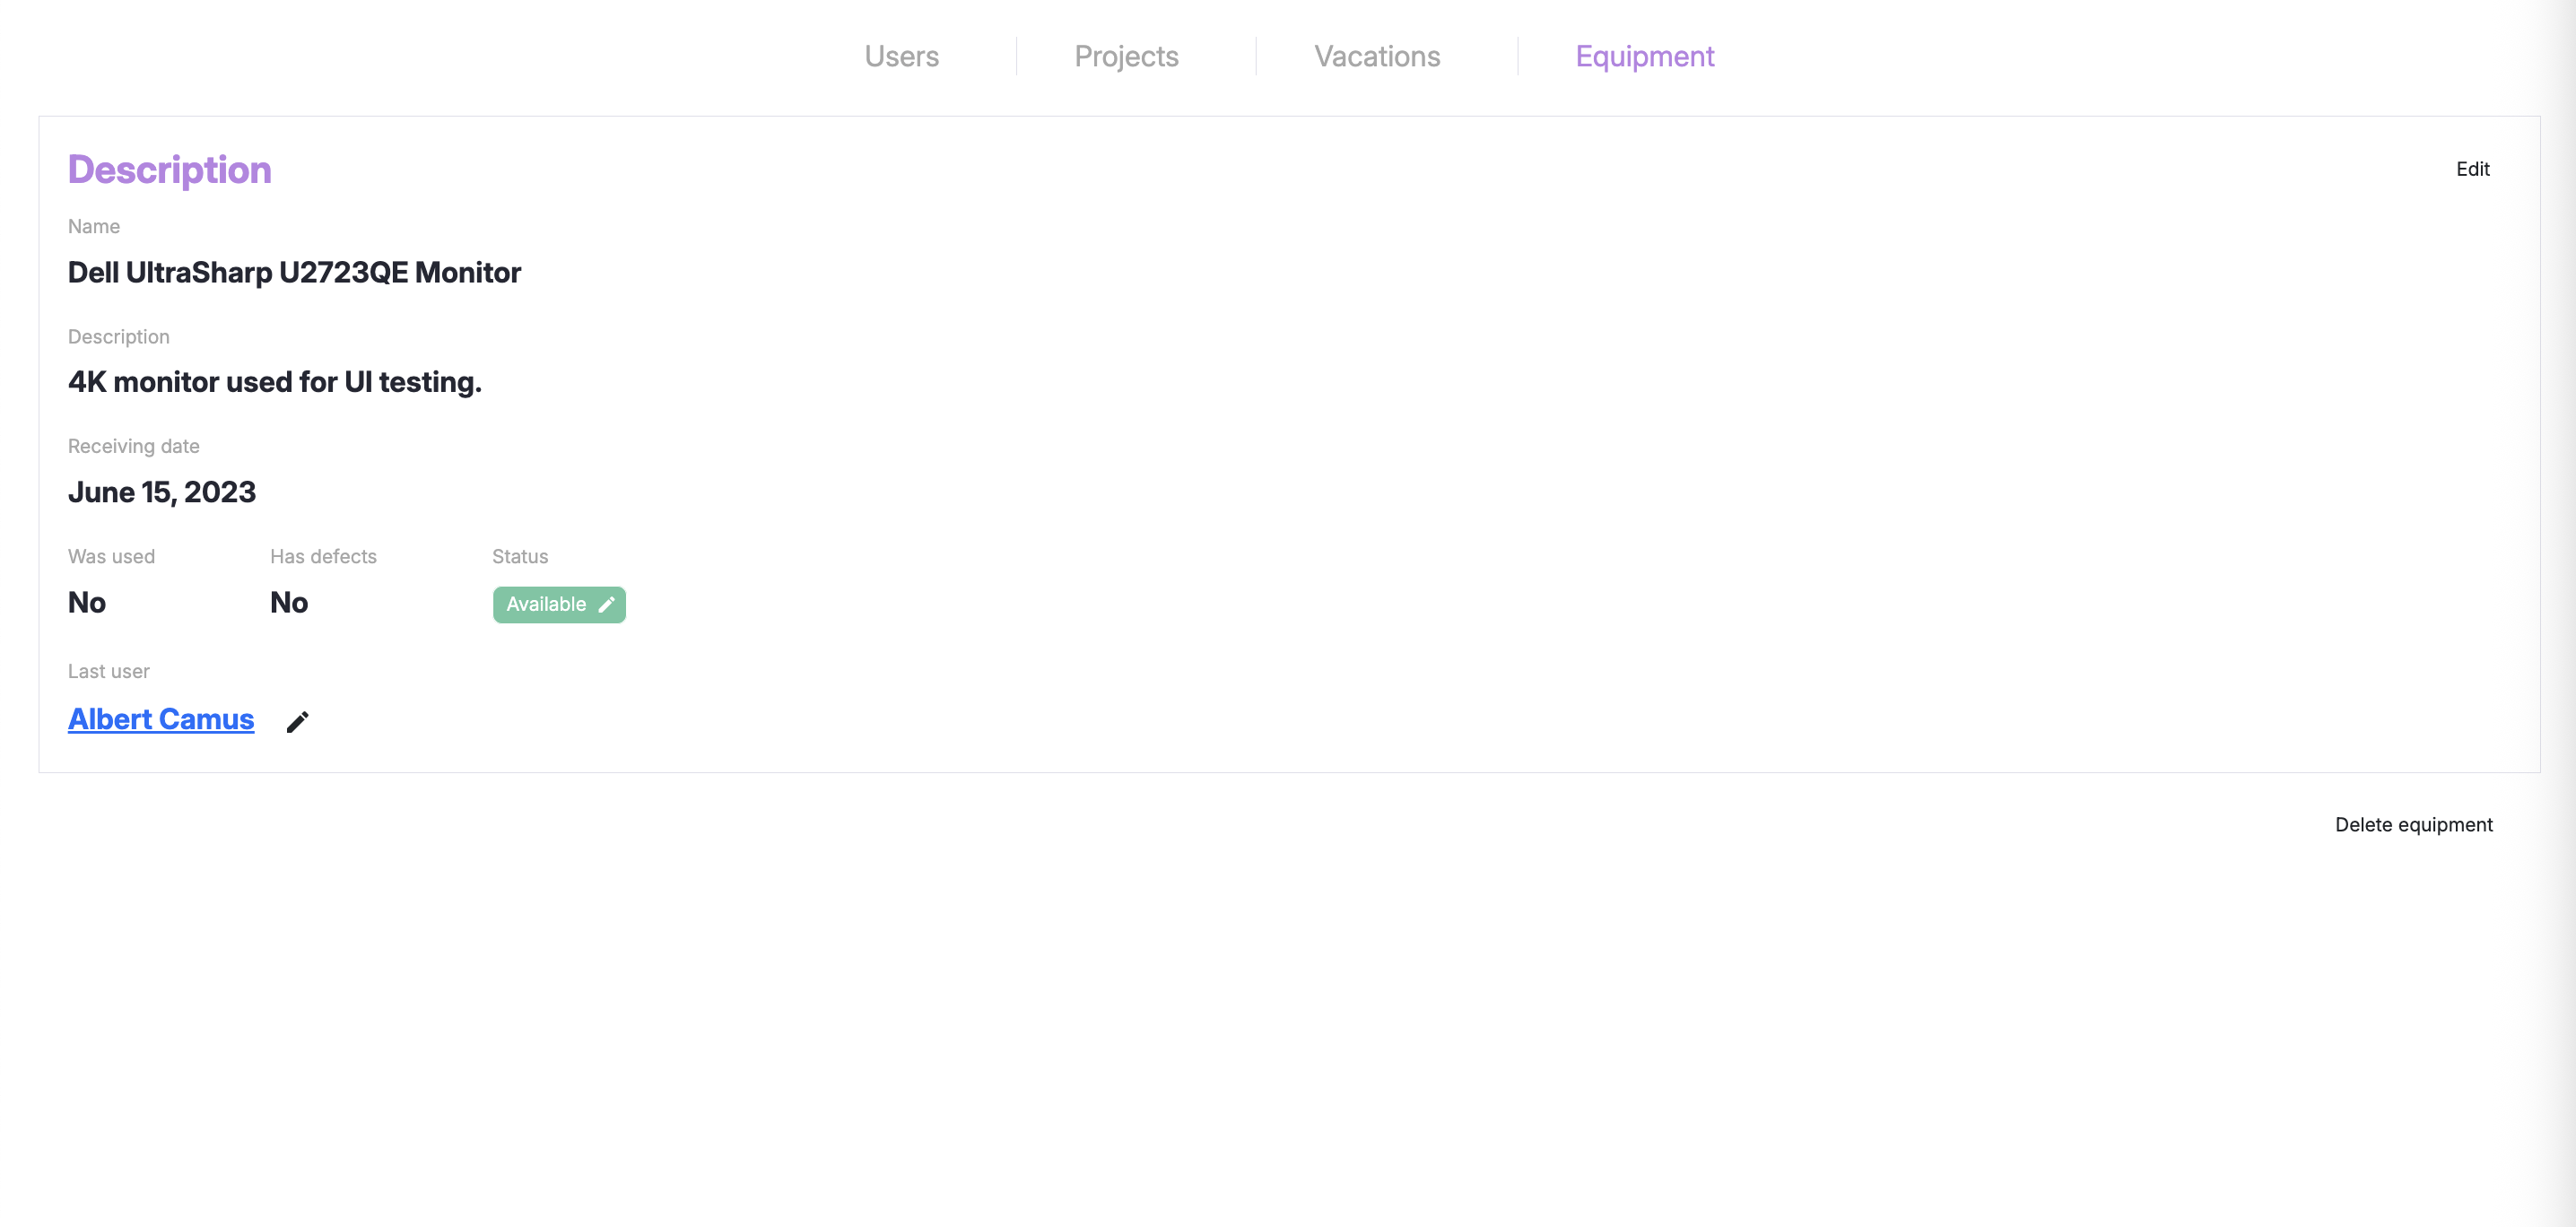 Users Projects Vacations Equipment
Description Edit
Name
Dell UltraSharp U2723QE Monitor
Description
4K monitor used for UI testing.
Receiving date
June 15, 2023
Was used Has defects Status
No No Available
Last user
Albert Camus
Delete equipment